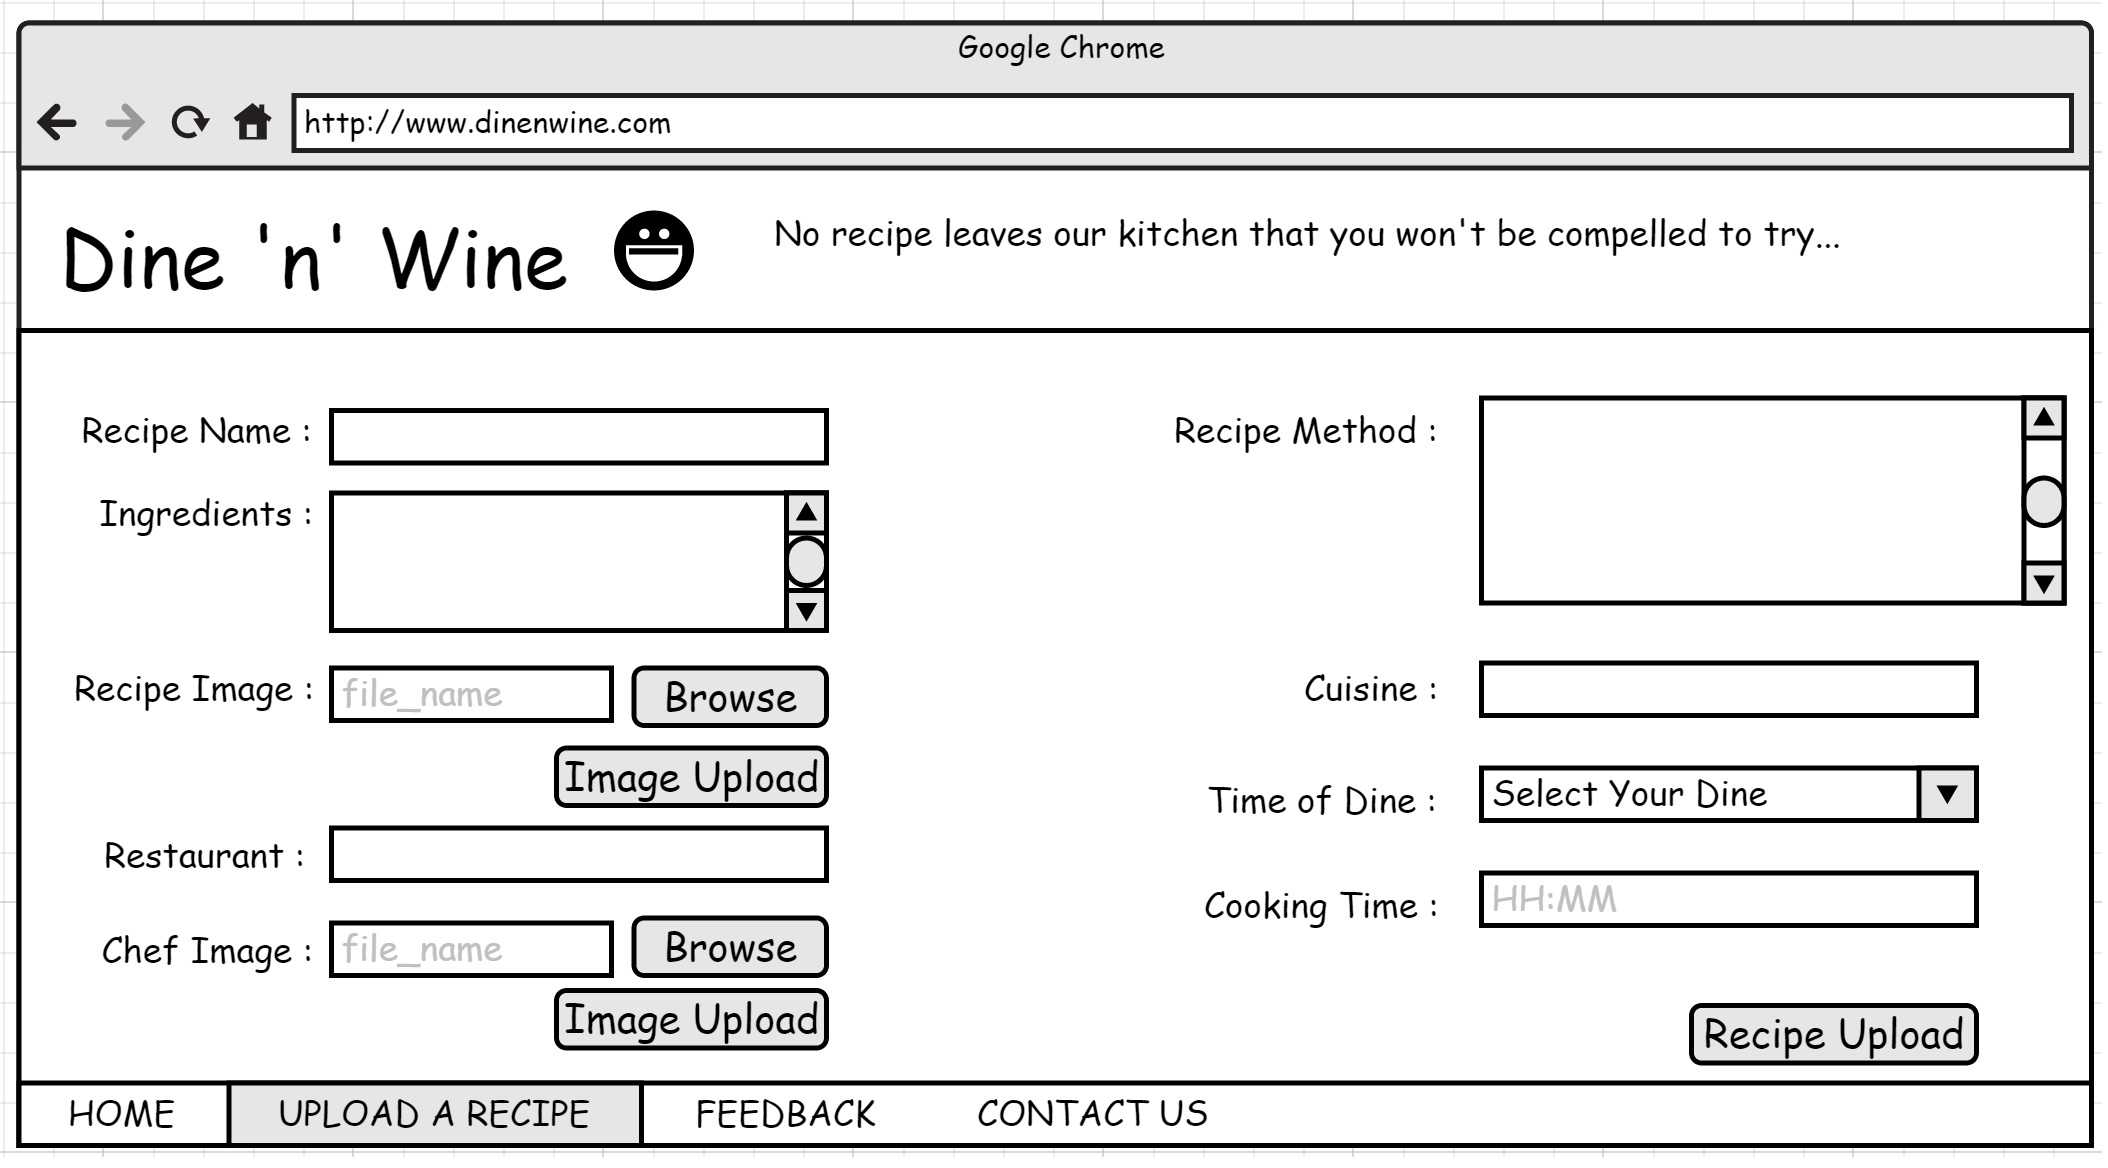 Google Chrome
http://www.dinenwine.com
Dine 'n' Wine
No recipe leaves our kitchen that you won't be compelled to try...
Recipe Name :
Ingredients :
Recipe Image :
file_name
Browse
Image Upload
Restaurant :
Chef Image :
file_name
Browse
Image Upload
Recipe Method :
Cuisine :
Time of Dine :
Select Your Dine
Cooking Time :
HH:MM
Recipe Upload
HOME
UPLOAD A RECIPE
FEEDBACK
CONTACT US